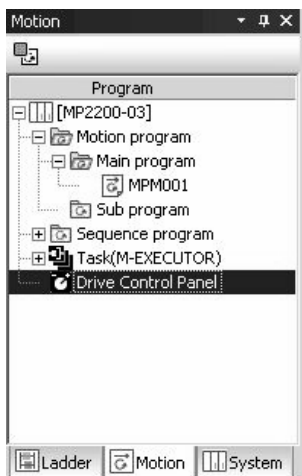 Motion
Program
[MP2200-03]
Motion program
Main program
MPM001
Sub program
Sequence program
Task(M-EXECUTOR)
Drive Control Panel
Ladder Motion System